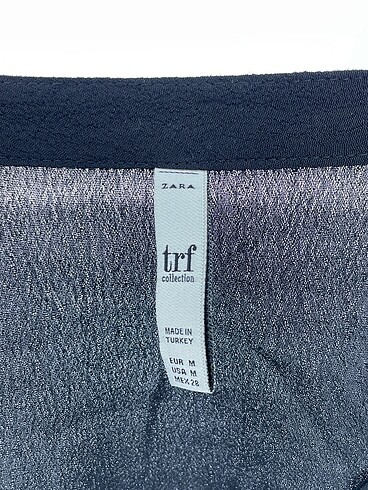 ZARA
trf
collection
MADE IN
TURKEY
EUR M
USA M
MEX 28